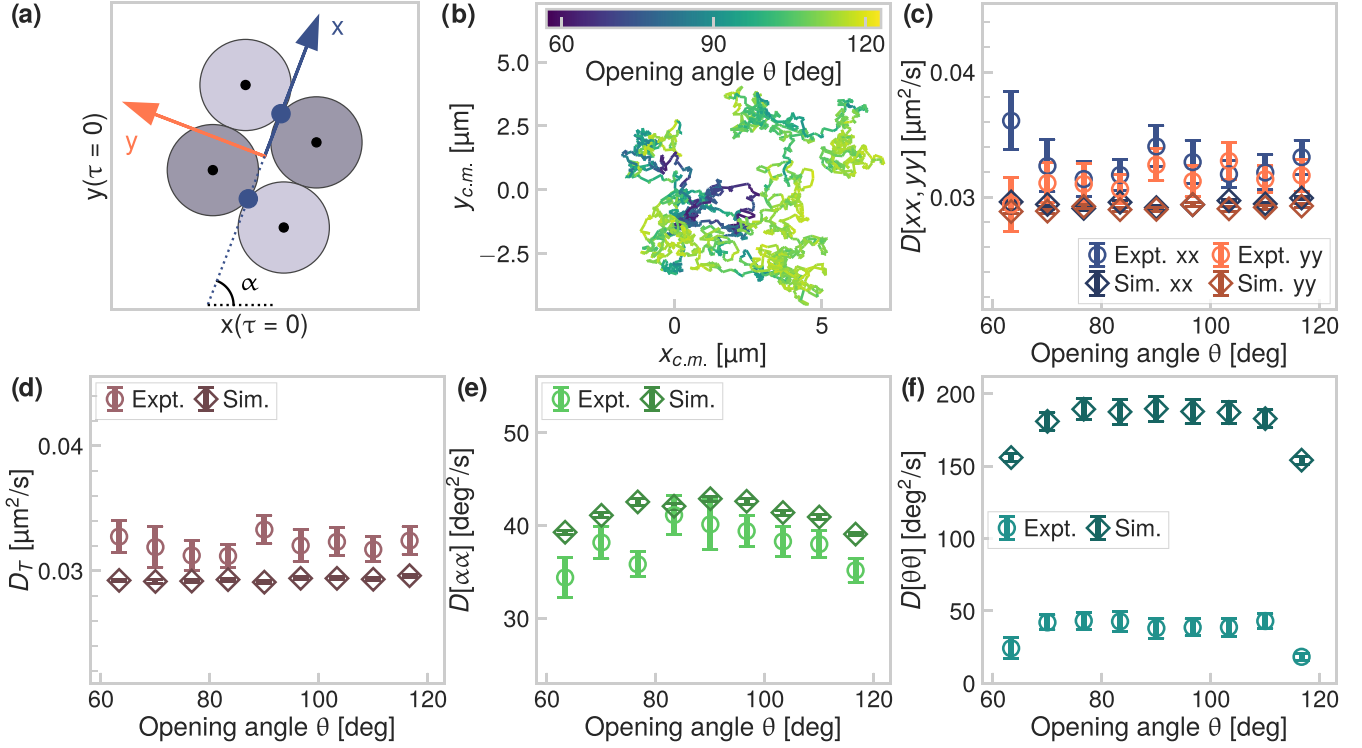 (a)
x
y
α
y(τ = 0)
x(τ = 0)
(b)
60 90 120
Opening angle θ [deg]
5.0
2.5
0.0
−2.5
y_{c.m.} [μm]
0 5
x_{c.m.} [μm]
(c)
0.04
0.03
D[xx, yy] [μm²/s]
Expt. xx Expt. yy
Sim. xx Sim. yy
60 80 100 120
Opening angle θ [deg]
(d)
Expt. Sim.
0.04
0.03
D_T [μm²/s]
60 80 100 120
Opening angle θ [deg]
(e)
Expt. Sim.
50
40
30
D[αα] [deg²/s]
60 80 100 120
Opening angle θ [deg]
(f)
200
150
100
50
0
D[θθ] [deg²/s]
Expt. Sim.
60 80 100 120
Opening angle θ [deg]